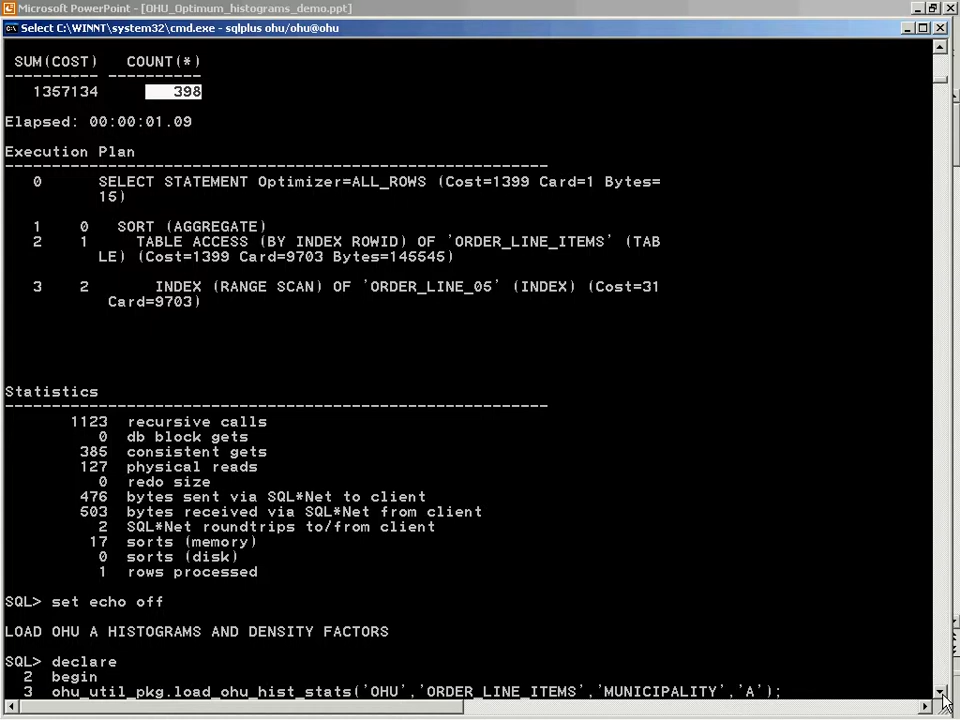 Microsoft PowerPoint - [OHU_Optimum_histograms_demo.ppt]
Select C:\WINNT\system32\cmd.exe - sqlplus ohu/ohu@ohu
SUM(COST) COUNT(*)
---------- ----------
1357134 398
Elapsed: 00:00:01.09
Execution Plan
----------------------------------------------------------
0 SELECT STATEMENT Optimizer=ALL_ROWS (Cost=1399 Card=1 Bytes=
15)
1 0 SORT (AGGREGATE)
2 1 TABLE ACCESS (BY INDEX ROWID) OF 'ORDER_LINE_ITEMS' (TAB
LE) (Cost=1399 Card=9703 Bytes=145545)
3 2 INDEX (RANGE SCAN) OF 'ORDER_LINE_05' (INDEX) (Cost=31
Card=9703)
Statistics
----------------------------------------------------------
1123 recursive calls
0 db block gets
385 consistent gets
127 physical reads
0 redo size
476 bytes sent via SQL*Net to client
503 bytes received via SQL*Net from client
2 SQL*Net roundtrips to/from client
17 sorts (memory)
0 sorts (disk)
1 rows processed
SQL> set echo off
LOAD OHU A HISTOGRAMS AND DENSITY FACTORS
SQL> declare
2 begin
3 ohu_util_pkg.load_ohu_hist_stats('OHU','ORDER_LINE_ITEMS','MUNICIPALITY','A');